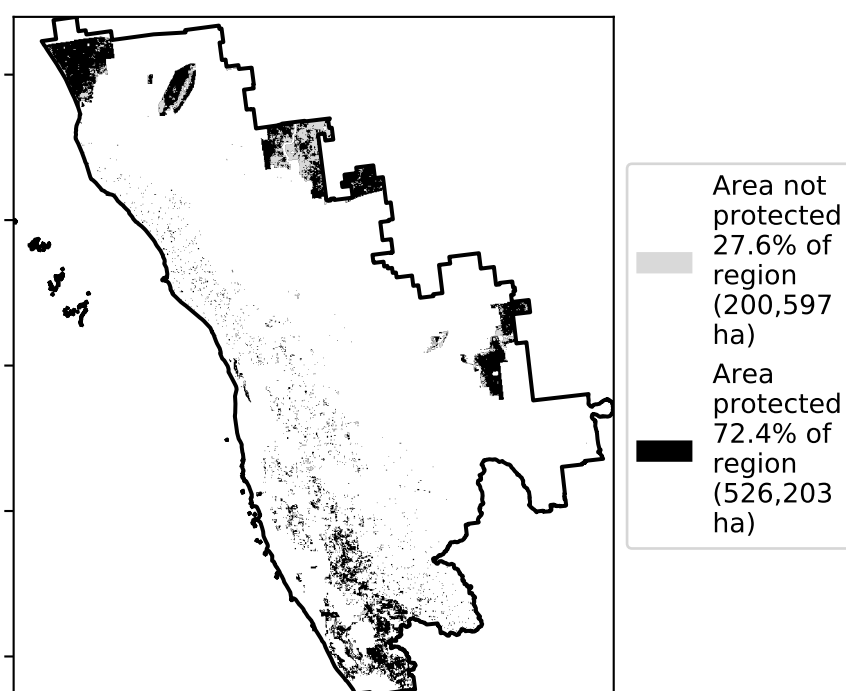 Area not
protected
27.6% of
region
(200,597
ha)
Area
protected
72.4% of
region
(526,203
ha)